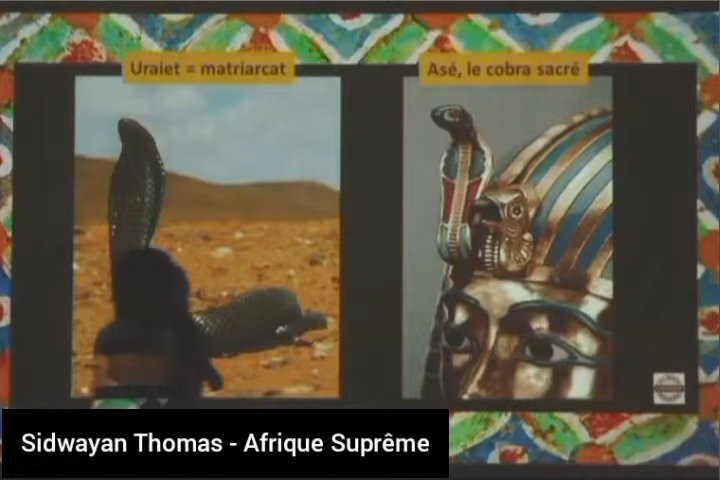 Uraiet = matriarcat
Asé, le cobra sacré
Sidwayan Thomas - Afrique Suprême